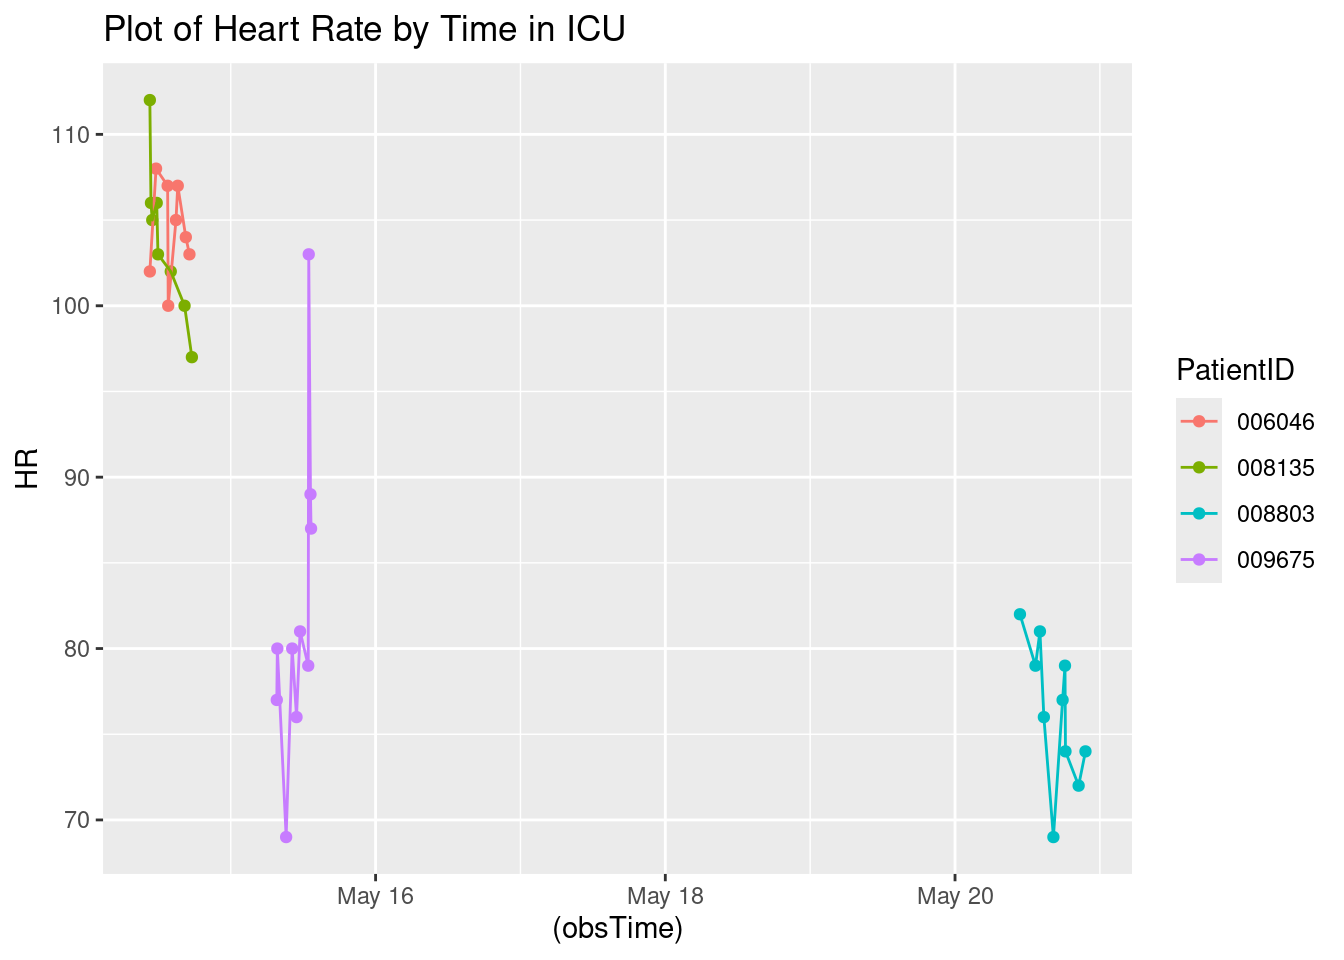 Plot of Heart Rate by Time in ICU
110
100
90
80
70
HR
May 16
May 18
May 20
(obsTime)
PatientID
006046
008135
008803
009675